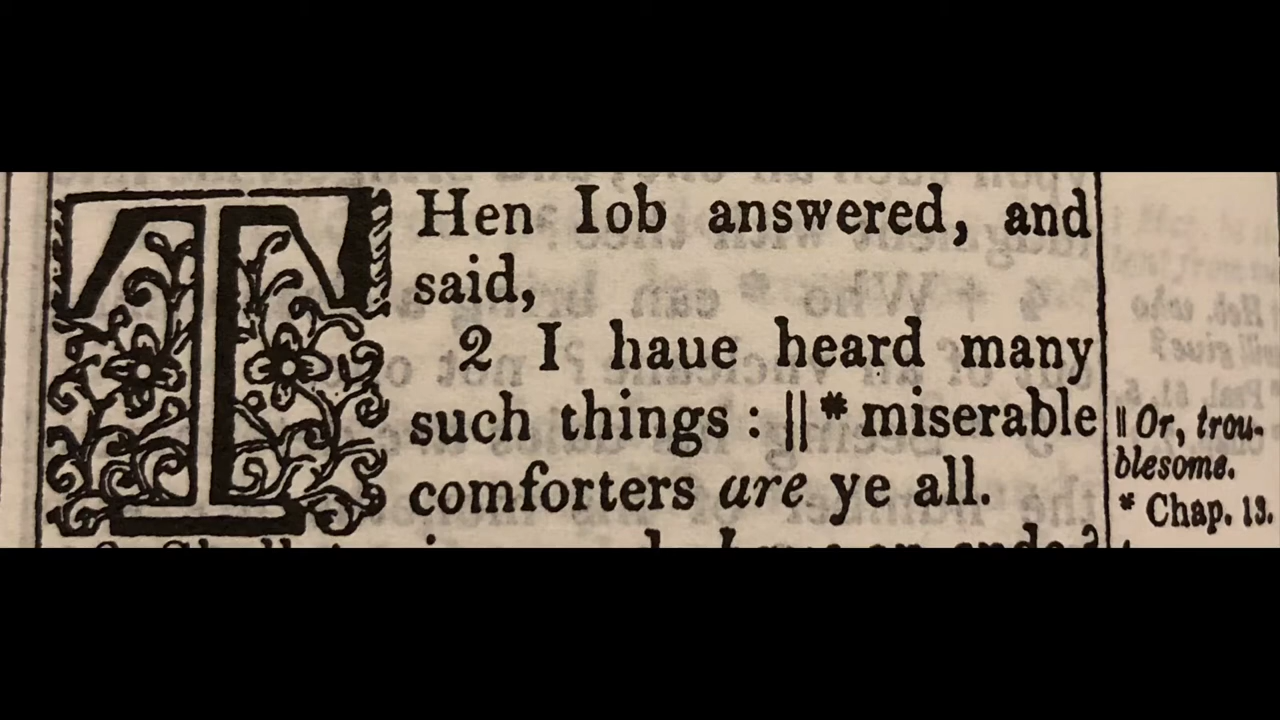 THen Iob answered, and
said,
2 I haue heard many
such things : || * miserable
comforters are ye all.
|| Or, trou-
blesome.
* Chap. 13.